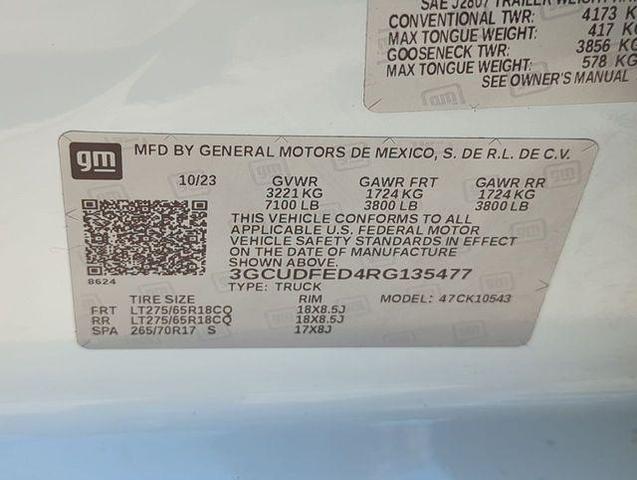 SAE J2807 TRAILER WEIGHT
CONVENTIONAL TWR: 4173 KG
MAX TONGUE WEIGHT: 417 KG
GOOSENECK TWR: 3856 KG
MAX TONGUE WEIGHT: 578 KG
SEE OWNER'S MANUAL
gm MFD BY GENERAL MOTORS DE MEXICO, S. DE R.L. DE C.V.
10/23 GVWR GAWR FRT GAWR RR
3221 KG 1724 KG 1724 KG
7100 LB 3800 LB 3800 LB
THIS VEHICLE CONFORMS TO ALL
APPLICABLE U.S. FEDERAL MOTOR
VEHICLE SAFETY STANDARDS IN EFFECT
ON THE DATE OF MANUFACTURE
SHOWN ABOVE.
8624 3GCUDFED4RG135477
TYPE: TRUCK MODEL: 47CK10543
TIRE SIZE RIM
FRT LT275/65R18CQ 18X8.5J
RR LT275/65R18CQ 18X8.5J
SPA 265/70R17 S 17X8J